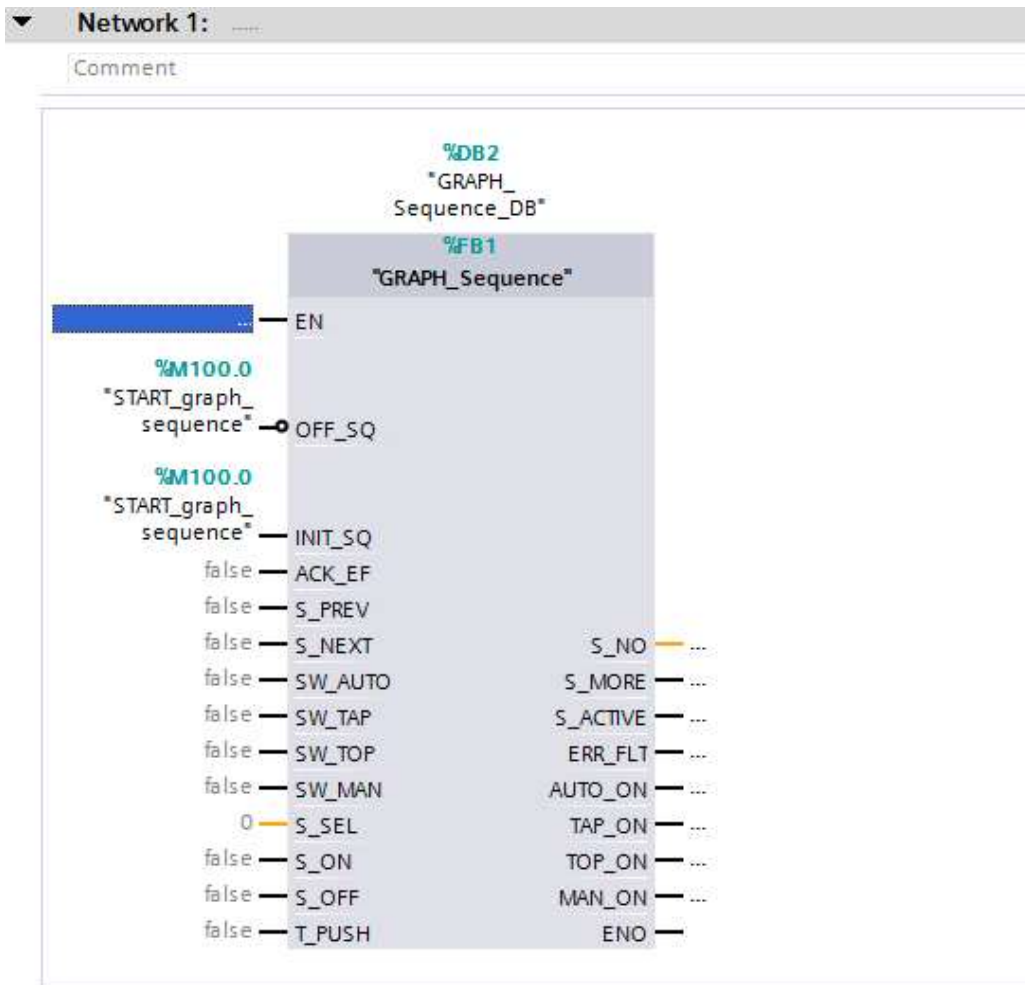 Network 1: .....
Comment
%DB2
"GRAPH_
Sequence_DB"
%FB1
"GRAPH_Sequence"
... EN
%M100.0
"START_graph_
sequence" OFF_SQ
%M100.0
"START_graph_
sequence" INIT_SQ
false ACK_EF
false S_PREV
false S_NEXT S_NO ...
false SW_AUTO S_MORE ...
false SW_TAP S_ACTIVE ...
false SW_TOP ERR_FLT ...
false SW_MAN AUTO_ON ...
0 S_SEL TAP_ON ...
false S_ON TOP_ON ...
false S_OFF MAN_ON ...
false T_PUSH ENO